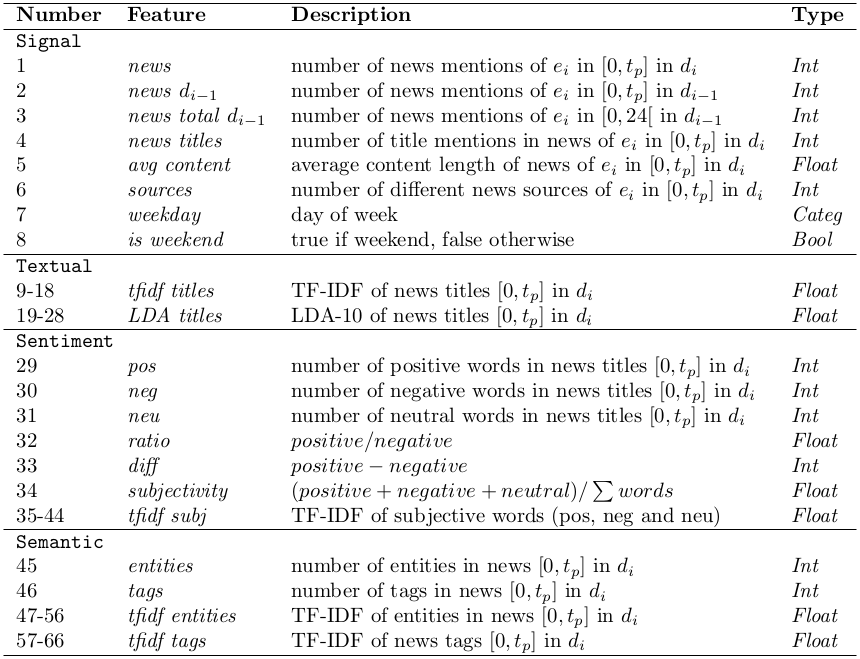 Number Feature Description Type
Signal
1 news number of news mentions of e_i in [0, t_p] in d_i Int
2 news d_{i−1} number of news mentions of e_i in [0, t_p] in d_{i−1} Int
3 news total d_{i−1} number of news mentions of e_i in [0, 24[ in d_{i−1} Int
4 news titles number of title mentions in news of e_i in [0, t_p] in d_i Int
5 avg content average content length of news of e_i in [0, t_p] in d_i Float
6 sources number of different news sources of e_i in [0, t_p] in d_i Int
7 weekday day of week Categ
8 is weekend true if weekend, false otherwise Bool
Textual
9-18 tfidf titles TF-IDF of news titles [0, t_p] in d_i Float
19-28 LDA titles LDA-10 of news titles [0, t_p] in d_i Float
Sentiment
29 pos number of positive words in news titles [0, t_p] in d_i Int
30 neg number of negative words in news titles [0, t_p] in d_i Int
31 neu number of neutral words in news titles [0, t_p] in d_i Int
32 ratio positive/negative Float
33 diff positive − negative Int
34 subjectivity (positive + negative + neutral)/ ∑ words Float
35-44 tfidf subj TF-IDF of subjective words (pos, neg and neu) Float
Semantic
45 entities number of entities in news [0, t_p] in d_i Int
46 tags number of tags in news [0, t_p] in d_i Int
47-56 tfidf entities TF-IDF of entities in news [0, t_p] in d_i Float
57-66 tfidf tags TF-IDF of news tags [0, t_p] in d_i Float